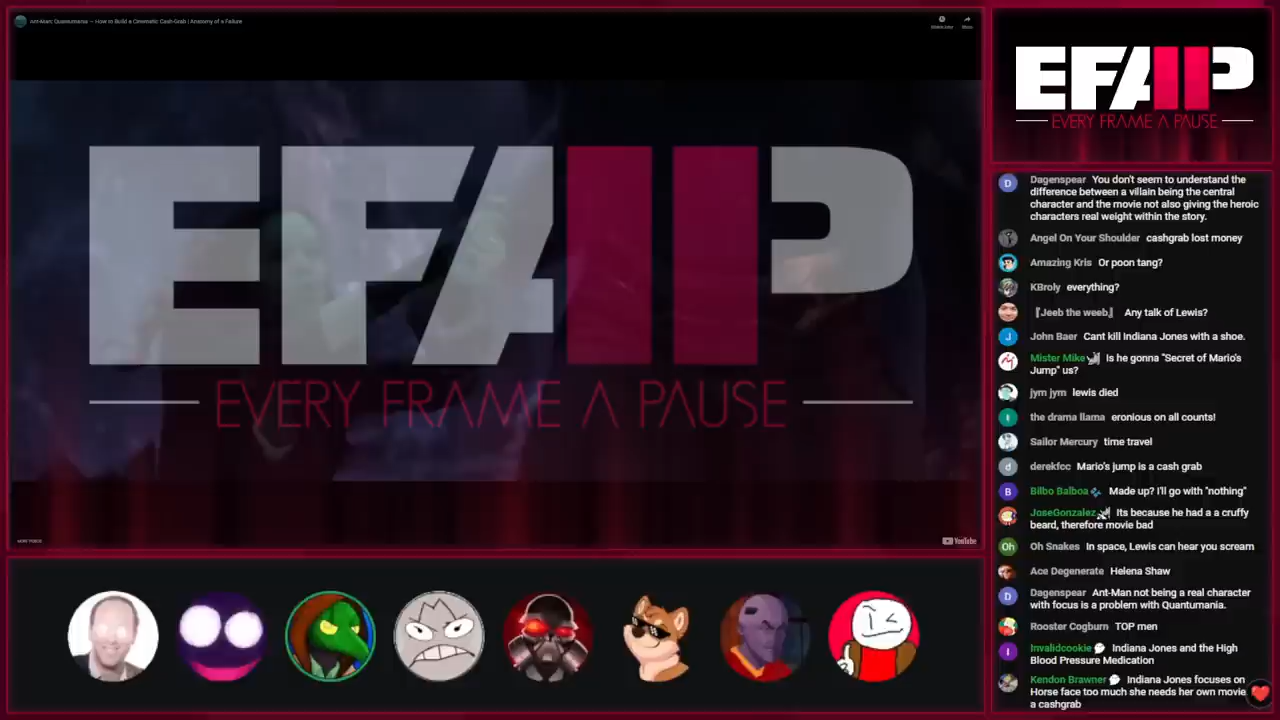 Ant-Man: Quantumania – How to Build a Cinematic Cash-Grab | Anatomy of a Failure
Watch later
Share
EFAP
EVERY FRAME A PAUSE
MORE VIDEOS
YouTube
EFAP
EVERY FRAME A PAUSE
Dagenspear You don't seem to understand the
difference between a villain being the central
character and the movie not also giving the heroic
characters real weight within the story.
Angel On Your Shoulder cashgrab lost money
Amazing Kris Or poon tang?
KBroly everything?
『Jeeb the weeb』 Any talk of Lewis?
John Baer Cant kill Indiana Jones with a shoe.
Mister Mike Is he gonna "Secret of Mario's
Jump" us?
jym jym lewis died
the drama llama eronious on all counts!
Sailor Mercury time travel
derekfcc Mario's jump is a cash grab
Bilbo Balboa Made up? I'll go with "nothing"
JoseGonzalez Its because he had a a cruffy
beard, therefore movie bad
Oh Snakes In space, Lewis can hear you scream
Ace Degenerate Helena Shaw
Dagenspear Ant-Man not being a real character
with focus is a problem with Quantumania.
Rooster Cogburn TOP men
Invalidcookie Indiana Jones and the High
Blood Pressure Medication
Kendon Brawner Indiana Jones focuses on
Horse face too much she needs her own movie
a cashgrab